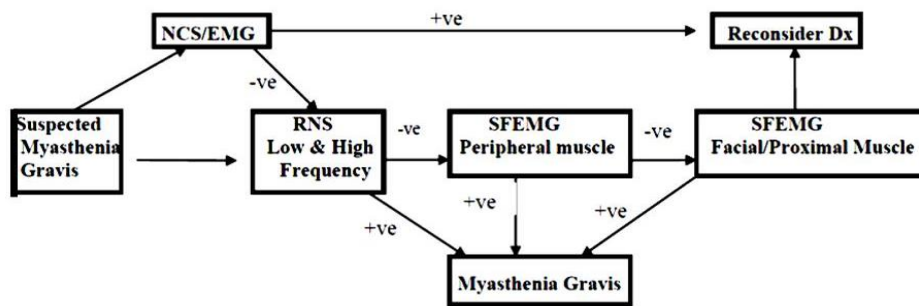 +ve
NCS/EMG
Reconsider Dx
-ve
Suspected
Myasthenia
Gravis
RNS
Low & High
Frequency
-ve
SFEMG
Peripheral muscle
-ve
SFEMG
Facial/Proximal Muscle
+ve
+ve
+ve
Myasthenia Gravis